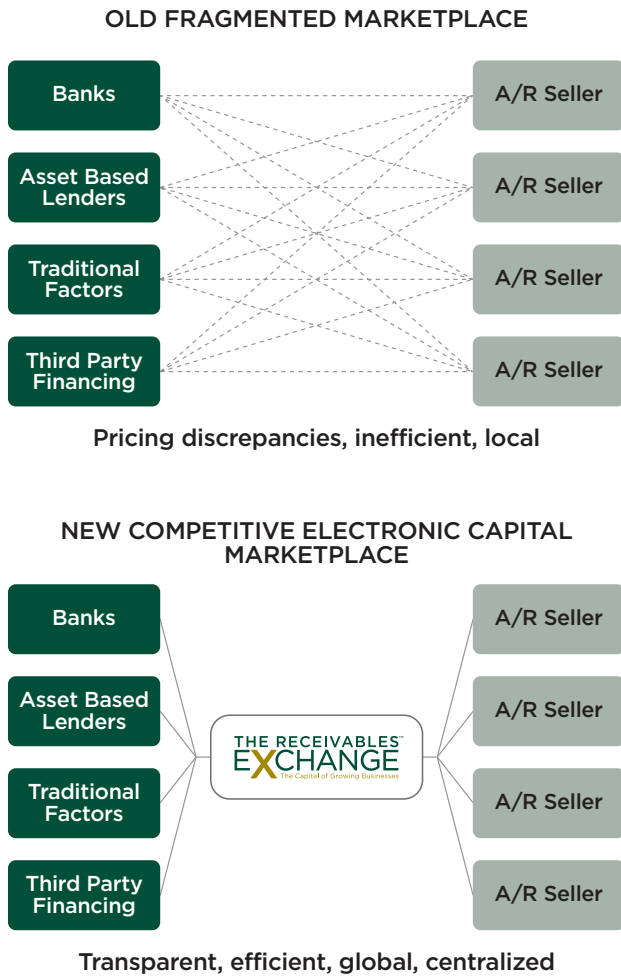 OLD FRAGMENTED MARKETPLACE
Banks
A/R Seller
Asset Based
Lenders
A/R Seller
Traditional
Factors
A/R Seller
Third Party
Financing
A/R Seller
Pricing discrepancies, inefficient, local
NEW COMPETITIVE ELECTRONIC CAPITAL
MARKETPLACE
Banks
A/R Seller
Asset Based
Lenders
A/R Seller
THE RECEIVABLES™
EXCHANGE
The Capital of Growing Businesses
Traditional
Factors
A/R Seller
Third Party
Financing
A/R Seller
Transparent, efficient, global, centralized